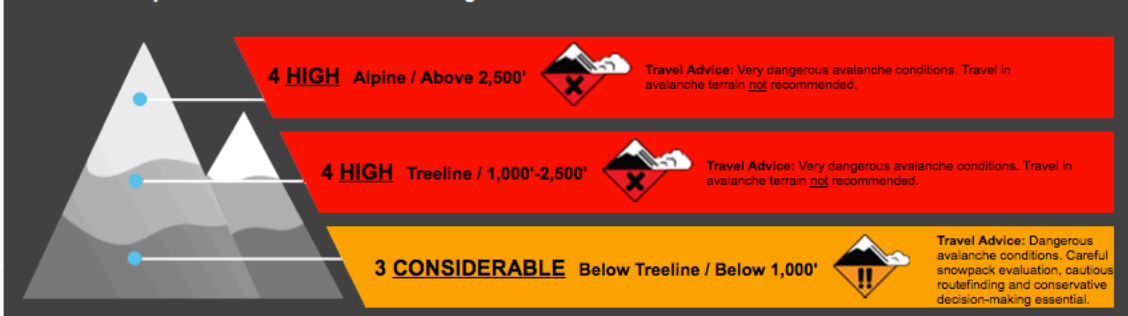 4 HIGH Alpine / Above 2,500'
Travel Advice: Very dangerous avalanche conditions. Travel in
avalanche terrain not recommended.
4 HIGH Treeline / 1,000'-2,500'
Travel Advice: Very dangerous avalanche conditions. Travel in
avalanche terrain not recommended.
3 CONSIDERABLE Below Treeline / Below 1,000'
!!
Travel Advice: Dangerous
avalanche conditions. Careful
snowpack evaluation, cautious
routefinding and conservative
decision-making essential.